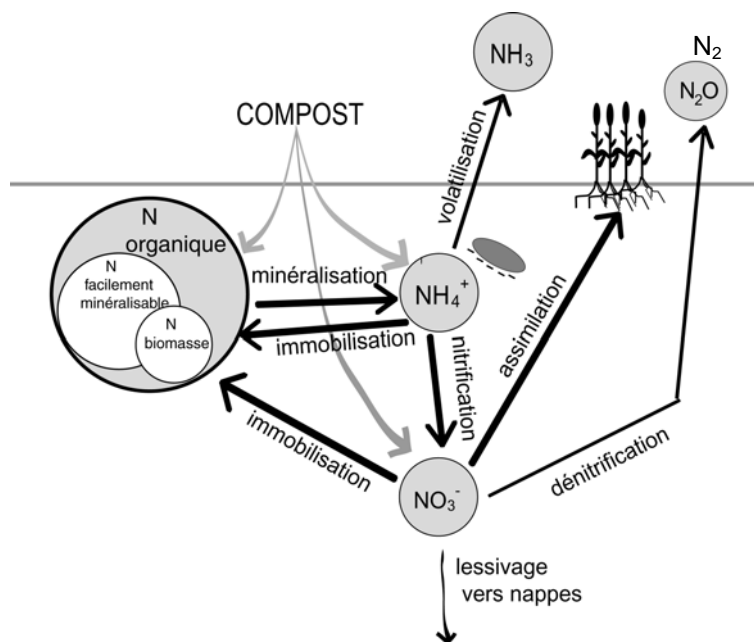 N₂
NH₃
N₂O
COMPOST
volatilisation
N
organique
N
facilement
minéralisable
N
biomasse
minéralisation
NH₄⁺
immobilisation
nitrification
assimilation
immobilisation
NO₃⁻
dénitrification
lessivage
vers nappes